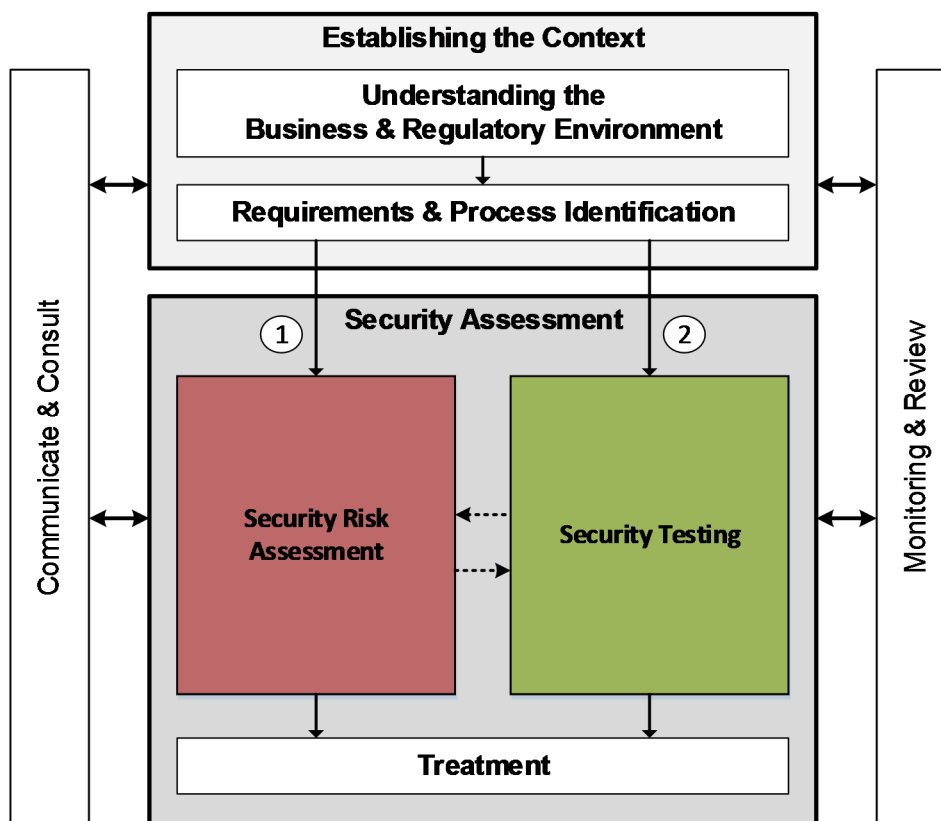 Establishing the Context
Understanding the
Business & Regulatory Environment
Requirements & Process Identification
Communicate & Consult
Monitoring & Review
Security Assessment
1
2
Security Risk
Assessment
Security Testing
Treatment